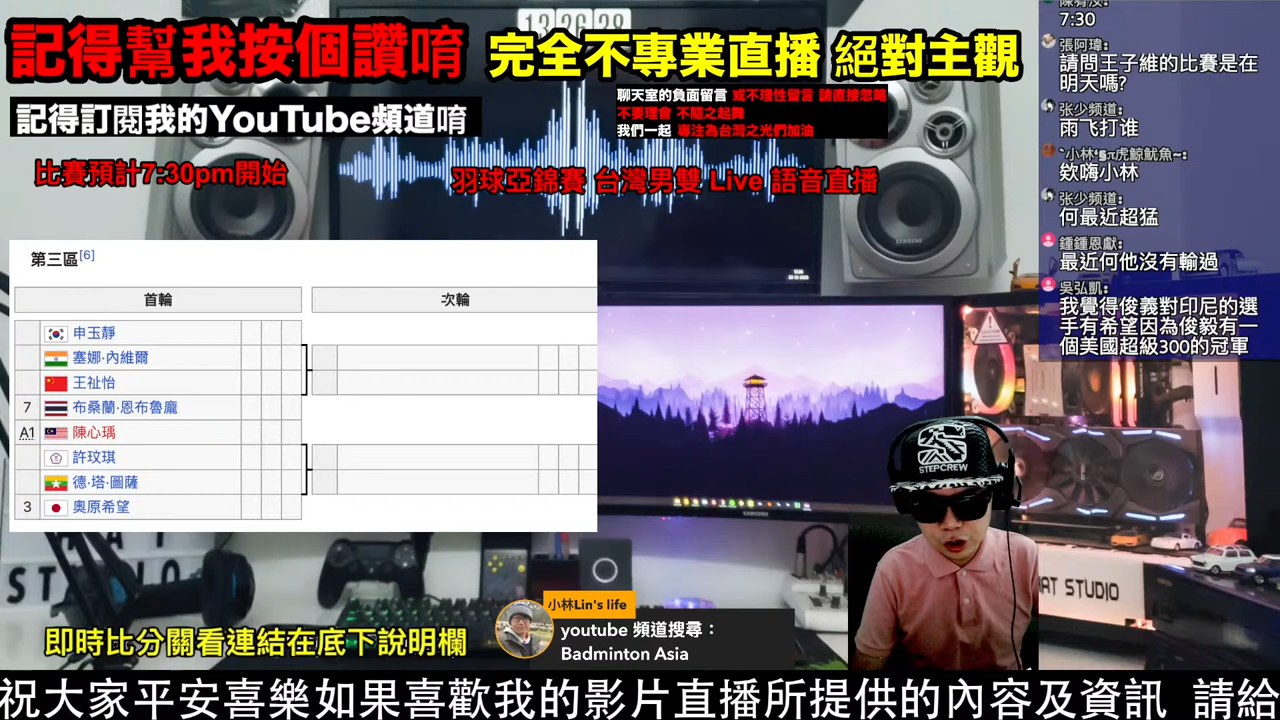 記得幫我按個讚唷
完全不專業直播 絕對主觀
記得訂閱我的YouTube頻道唷
聊天室的負面留言 或不理性留言 請直接忽略
不要理會 不隨之起舞
我們一起 專注為台灣之光們加油
比賽預計7:30pm開始
羽球亞錦賽 台灣男雙 Live 語音直播
7:30
張阿瑋:
請問王子維的比賽是在
明天嗎?
张少频道:
雨飞打谁
欸嗨小林
张少频道:
何最近超猛
鍾鍾恩獻:
最近何他沒有輸過
吳弘凱:
我覺得俊義對印尼的選
手有希望因為俊毅有一
個美國超級300的冠軍
第三區[6]
首輪
次輪
申玉靜
塞娜·內維爾
王祉怡
7 布桑蘭·恩布魯龐
A1 陳心瑀
許玟琪
德·塔·圖薩
3 奧原希望
SAMSUNG
STEPCREW
STUDIO
小林Lin's life
youtube 頻道搜尋:
Badminton Asia
即時比分關看連結在底下說明欄
祝大家平安喜樂如果喜歡我的影片直播所提供的內容及資訊 請給